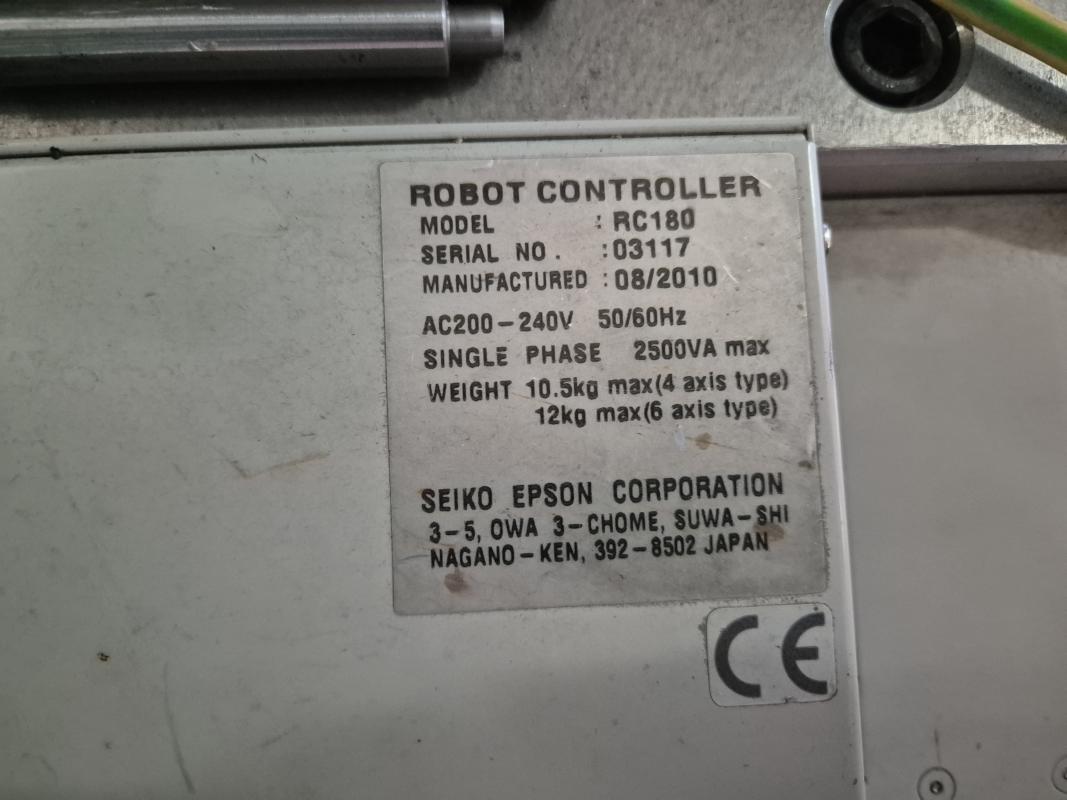 ROBOT CONTROLLER
MODEL : RC180
SERIAL NO. : 03117
MANUFACTURED : 08/2010
AC200-240V 50/60Hz
SINGLE PHASE 2500VA max
WEIGHT 10.5kg max(4 axis type)
12kg max(6 axis type)
SEIKO EPSON CORPORATION
3-5, OWA 3-CHOME, SUWA-SHI
NAGANO-KEN, 392-8502 JAPAN
CE